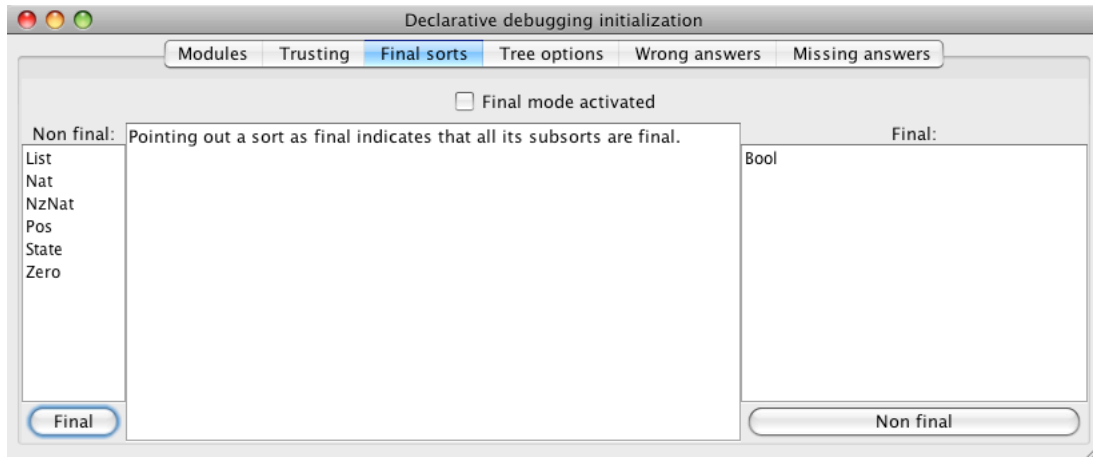 Declarative debugging initialization
Modules Trusting Final sorts Tree options Wrong answers Missing answers
Final mode activated
Non final:
Pointing out a sort as final indicates that all its subsorts are final.
Final:
List
Nat
NzNat
Pos
State
Zero
Bool
Final
Non final